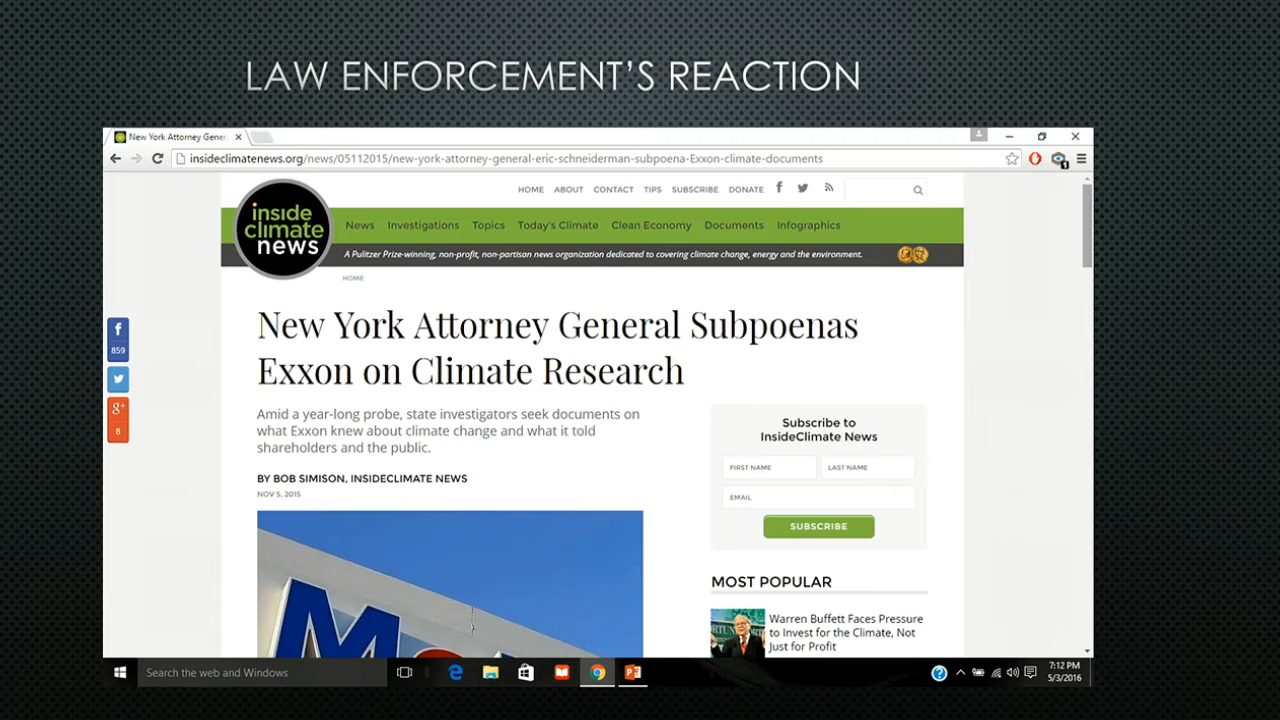 LAW ENFORCEMENT'S REACTION
New York Attorney Gene
insideclimatenews.org/news/05112015/new-york-attorney-general-eric-schneiderman-subpoena-Exxon-climate-documents
HOME ABOUT CONTACT TIPS SUBSCRIBE DONATE
inside
climate
news
News Investigations Topics Today's Climate Clean Economy Documents Infographics
A Pulitzer Prize-winning, non-profit, non-partisan news organization dedicated to covering climate change, energy and the environment.
HOME
New York Attorney General Subpoenas
Exxon on Climate Research
859
g+
8
Amid a year-long probe, state investigators seek documents on
what Exxon knew about climate change and what it told
shareholders and the public.
BY BOB SIMISON, INSIDECLIMATE NEWS
NOV 5, 2015
Subscribe to
InsideClimate News
FIRST NAME LAST NAME
EMAIL
SUBSCRIBE
MOST POPULAR
Warren Buffett Faces Pressure
to Invest for the Climate, Not
Just for Profit
Search the web and Windows
7:12 PM
5/3/2016